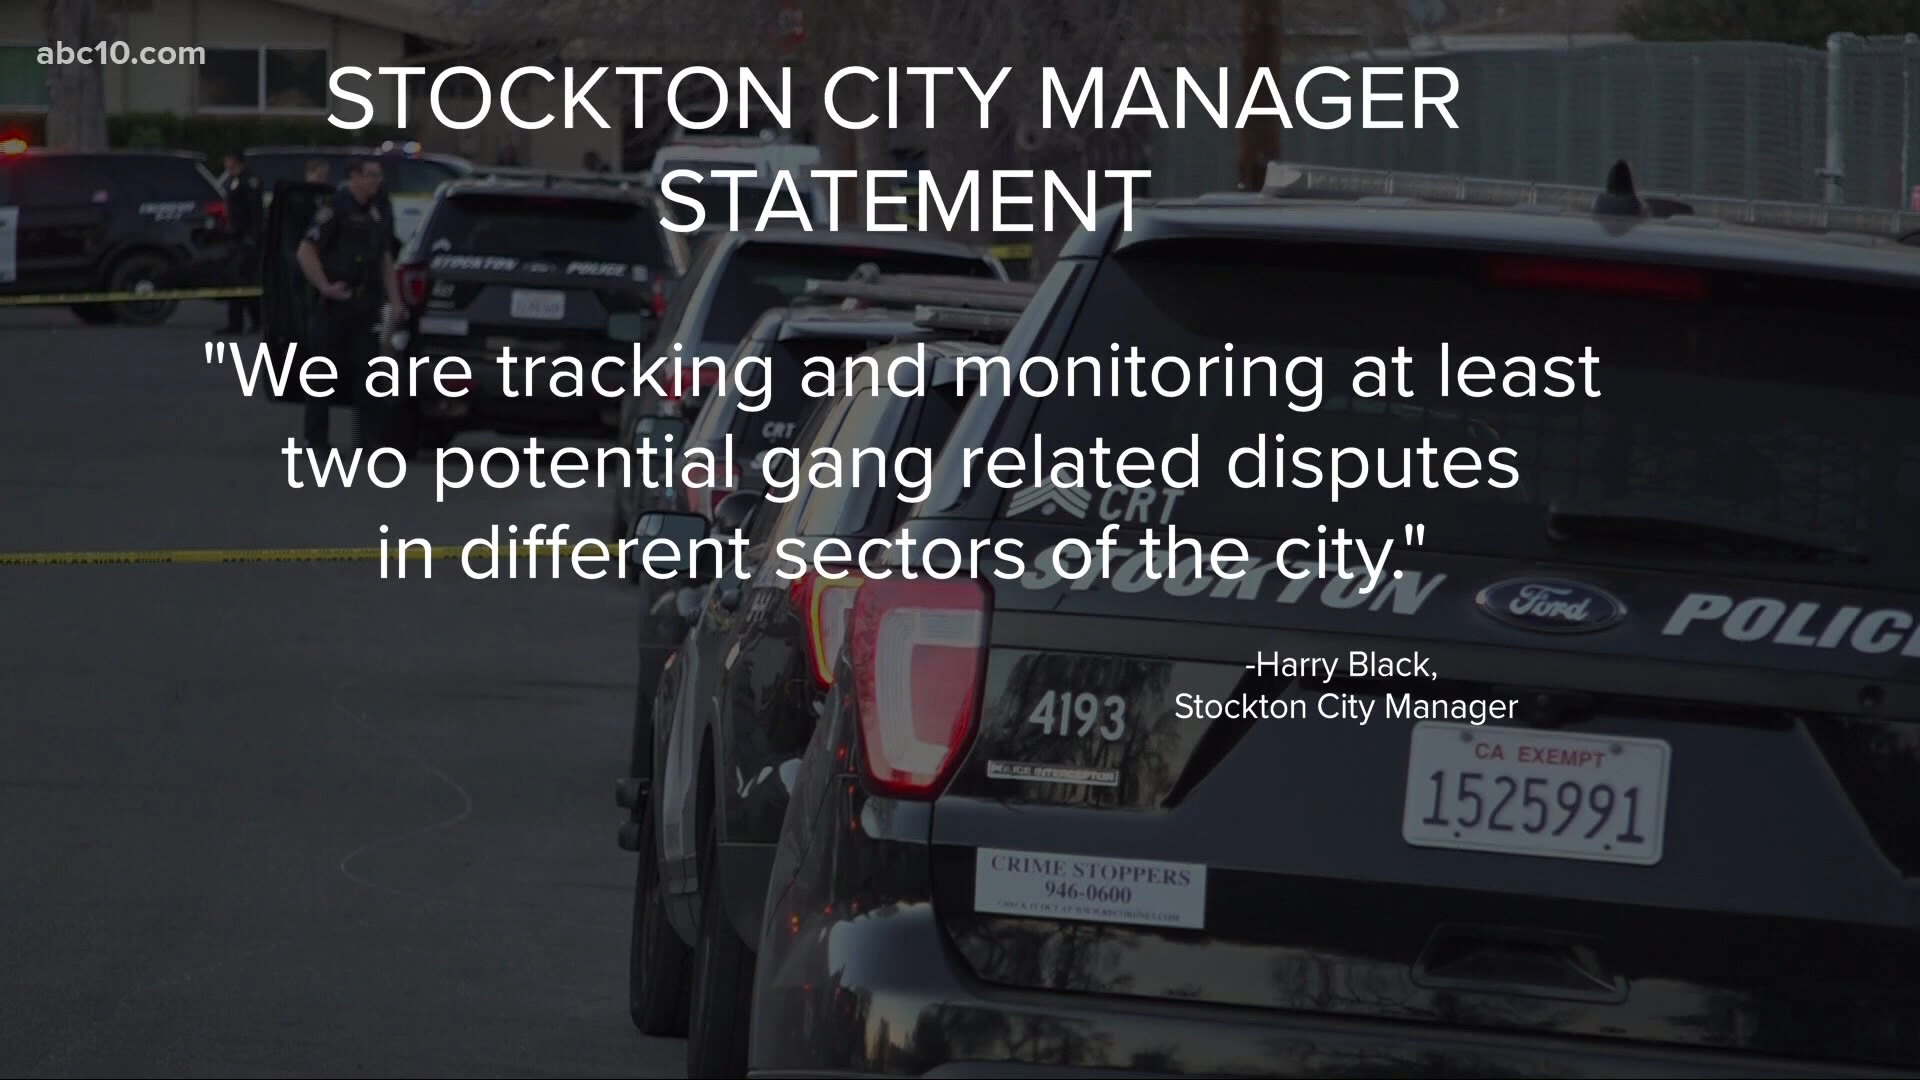 abc10.com
STOCKTON CITY MANAGER
STATEMENT
"We are tracking and monitoring at least
two potential gang related disputes
in different sectors of the city."
-Harry Black,
Stockton City Manager
STOCKTON POLICE
CRT
CRT
STOCKTON Ford POLIC
4193
POLICE INTERCEPTOR
CA EXEMPT
1525991
CRIME STOPPERS
946-0600